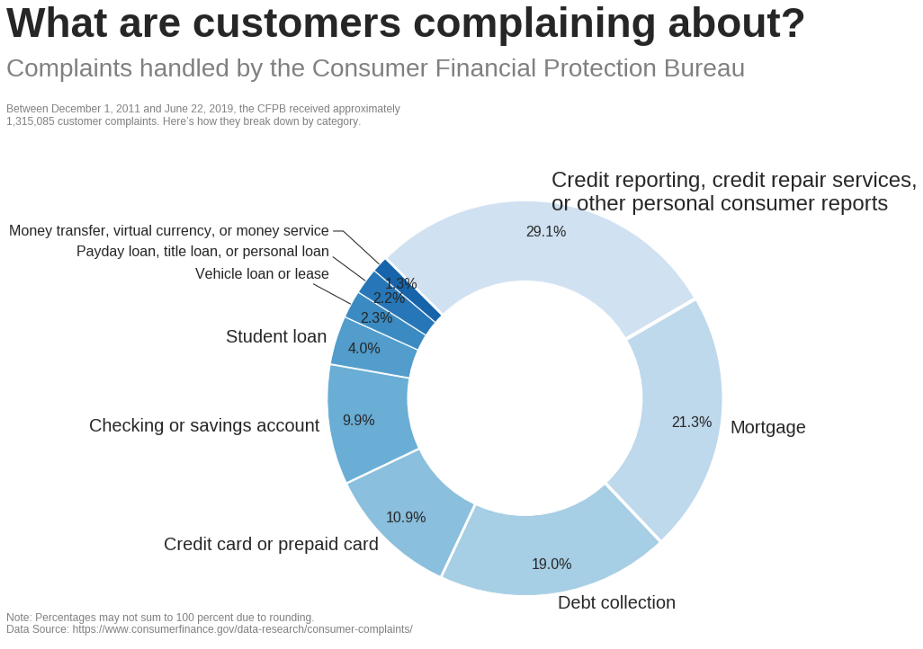 What are customers complaining about?
Complaints handled by the Consumer Financial Protection Bureau
Between December 1, 2011 and June 22, 2019, the CFPB received approximately
1,315,085 customer complaints. Here's how they break down by category.
Credit reporting, credit repair services,
or other personal consumer reports
29.1%
Money transfer, virtual currency, or money service
1.3%
Payday loan, title loan, or personal loan
2.2%
Vehicle loan or lease
2.3%
Student loan
4.0%
Checking or savings account
9.9%
Mortgage
21.3%
Credit card or prepaid card
10.9%
Debt collection
19.0%
Note: Percentages may not sum to 100 percent due to rounding.
Data Source: https://www.consumerfinance.gov/data-research/consumer-complaints/